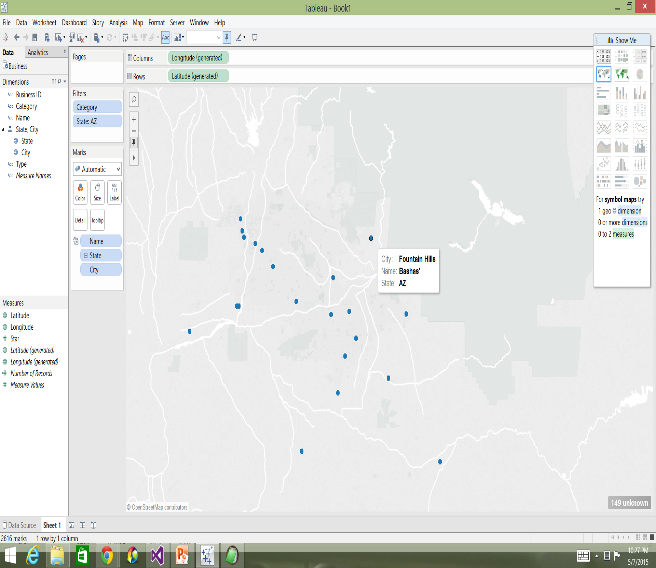 Tableau - Book1
File Data Worksheet Dashboard Story Analysis Map Format Server Window Help
Data Analytics
Business
Dimensions
Business ID
Category
Name
State, City
State
City
Type
Measure Names
Measures
Latitude
Longitude
Star
Latitude (generated)
Longitude (generated)
Number of Records
Measure Values
Pages
Filters
Category
State: AZ
Marks
Automatic
Color Size Label
Detail Tooltip
Name
State
City
Columns Longitude (generated)
Rows Latitude (generated)
City: Fountain Hills
Name: Bashas'
State: AZ
© OpenStreetMap contributors
149 unknown
Show Me
For symbol maps try
1 geo dimension
0 or more dimensions
0 to 2 measures
Data Source Sheet 1
2616 marks 1 row by 1 column
10:27 PM
5/7/2015